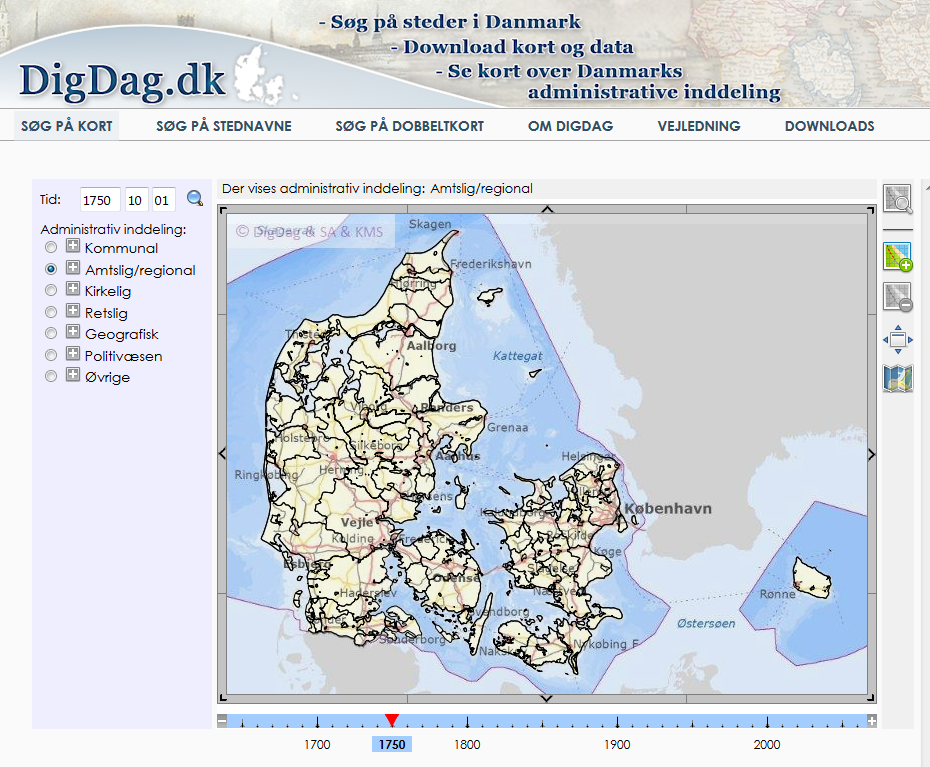 - Søg på steder i Danmark
- Download kort og data
- Se kort over Danmarks
administrative inddeling
DigDag.dk
SØG PÅ KORT
SØG PÅ STEDNAVNE
SØG PÅ DOBBELTKORT
OM DIGDAG
VEJLEDNING
DOWNLOADS
Tid: 1750 10 01
Administrativ inddeling:
Kommunal
Amtslig/regional
Kirkelig
Retslig
Geografisk
Politivæsen
Øvrige
Der vises administrativ inddeling: Amtslig/regional
© DigDag & SA & KMS
Skagen
Frederikshavn
Hjørring
Aalborg
Kattegat
Viborg
Randers
Grenaa
Holstebro
Silkeborg
Aarhus
Helsingør
Ringkøbing
Herning
København
Vejle
Kolding
Roskilde
Køge
Esbjerg
Odense
Haderslev
Rønne
Svendborg
Østersøen
Sønderborg
Nykøbing F
1700
1750
1800
1900
2000